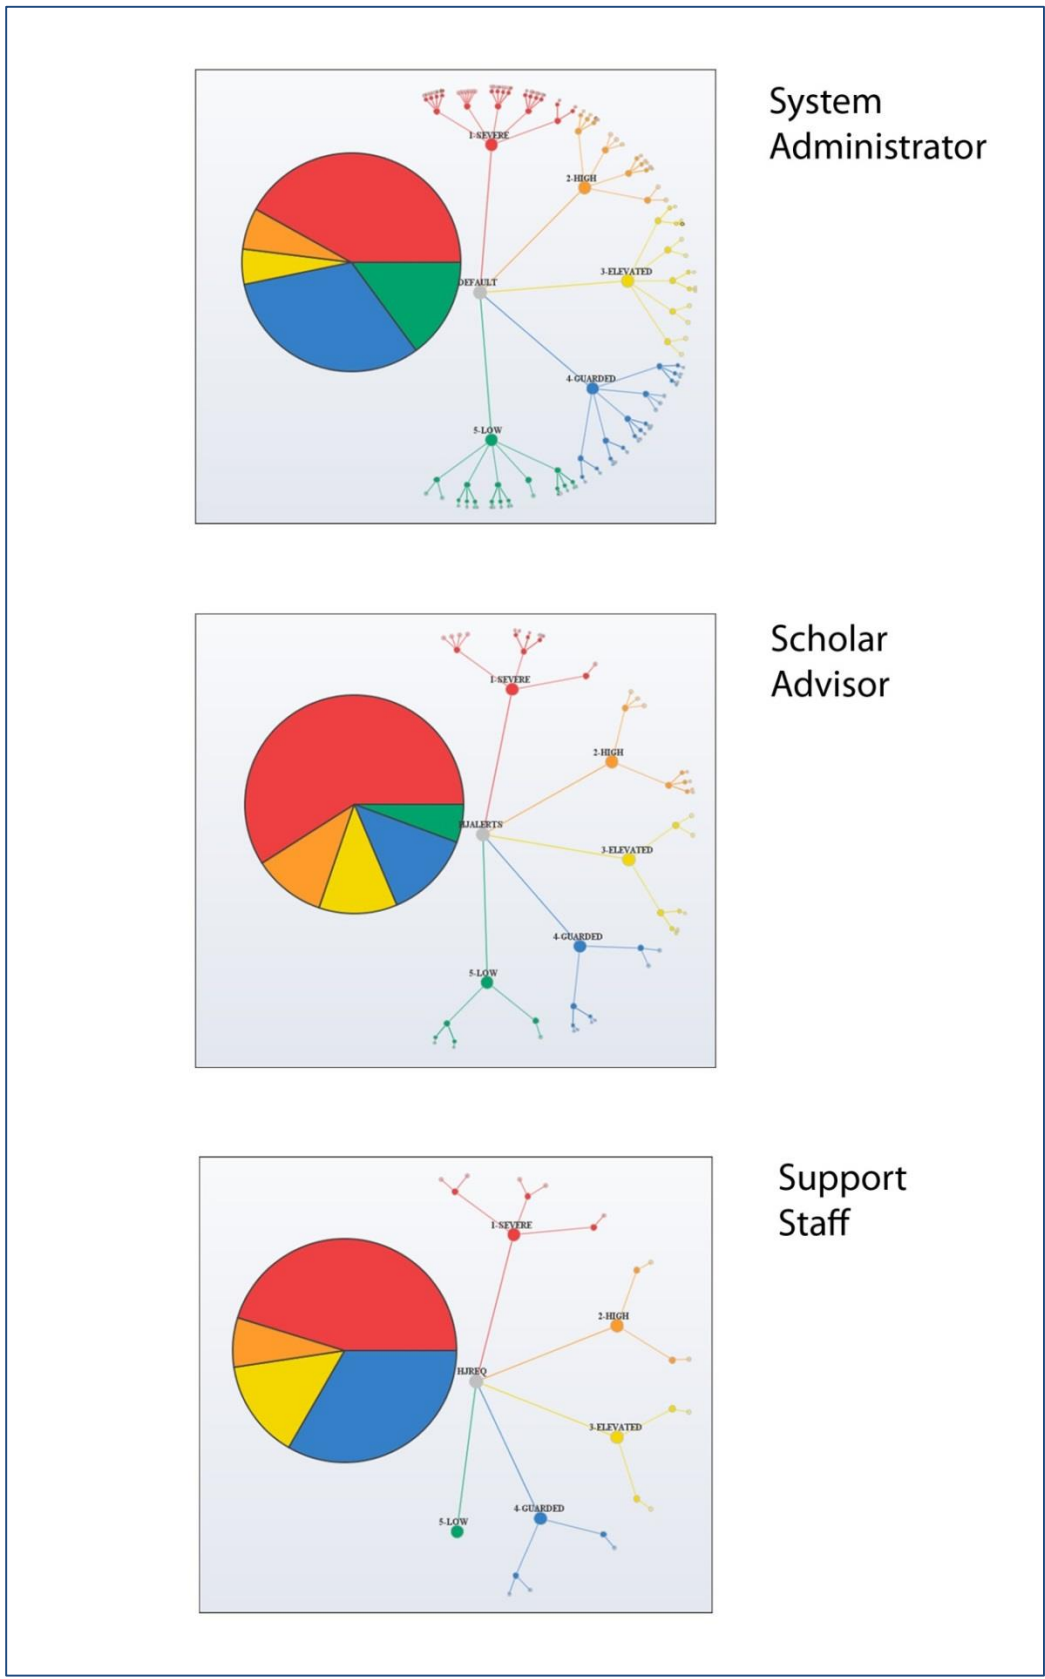 System
Administrator
1-SEVERE
2-HIGH
3-ELEVATED
DEFAULT
4-GUARDED
5-LOW
Scholar
Advisor
1-SEVERE
2-HIGH
HJALERTS
3-ELEVATED
4-GUARDED
5-LOW
Support
Staff
1-SEVERE
2-HIGH
HJREQ
3-ELEVATED
4-GUARDED
5-LOW